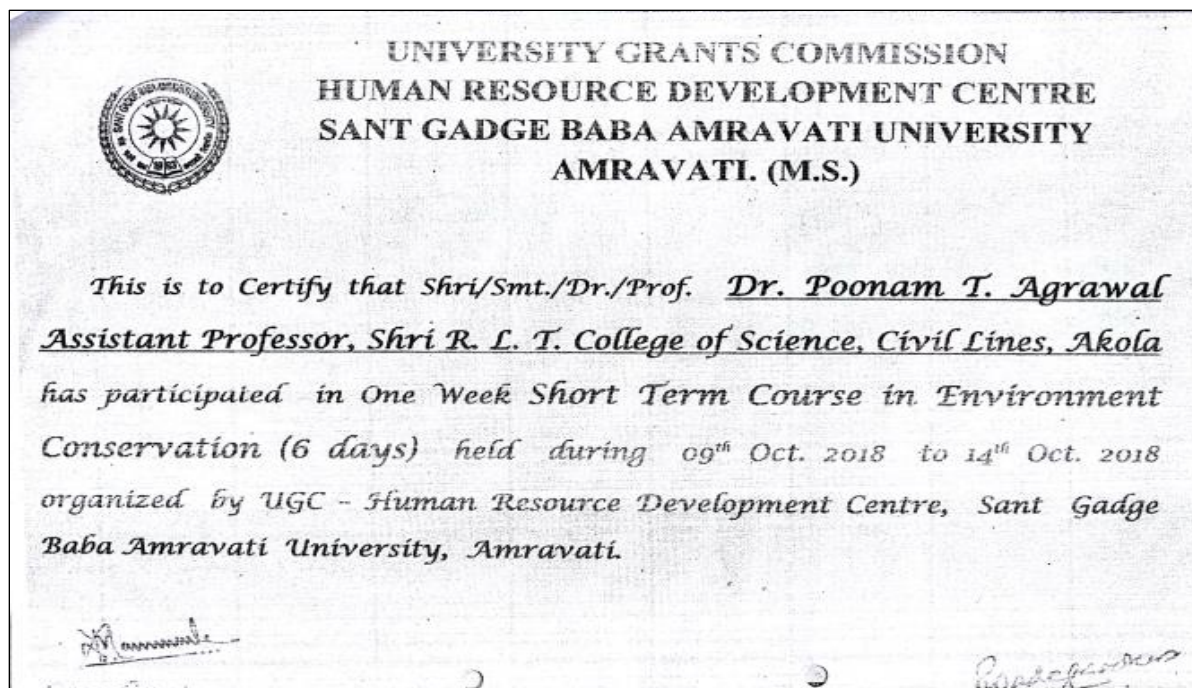 UNIVERSITY GRANTS COMMISSION
HUMAN RESOURCE DEVELOPMENT CENTRE
SANT GADGE BABA AMRAVATI UNIVERSITY
AMRAVATI. (M.S.)
This is to Certify that Shri/Smt./Dr./Prof. Dr. Poonam T. Agrawal
Assistant Professor, Shri R. L. T. College of Science, Civil Lines, Akola
has participated in One Week Short Term Course in Environment
Conservation (6 days) held during 09th Oct. 2018 to 14th Oct. 2018
organized by UGC – Human Resource Development Centre, Sant Gadge
Baba Amravati University, Amravati.